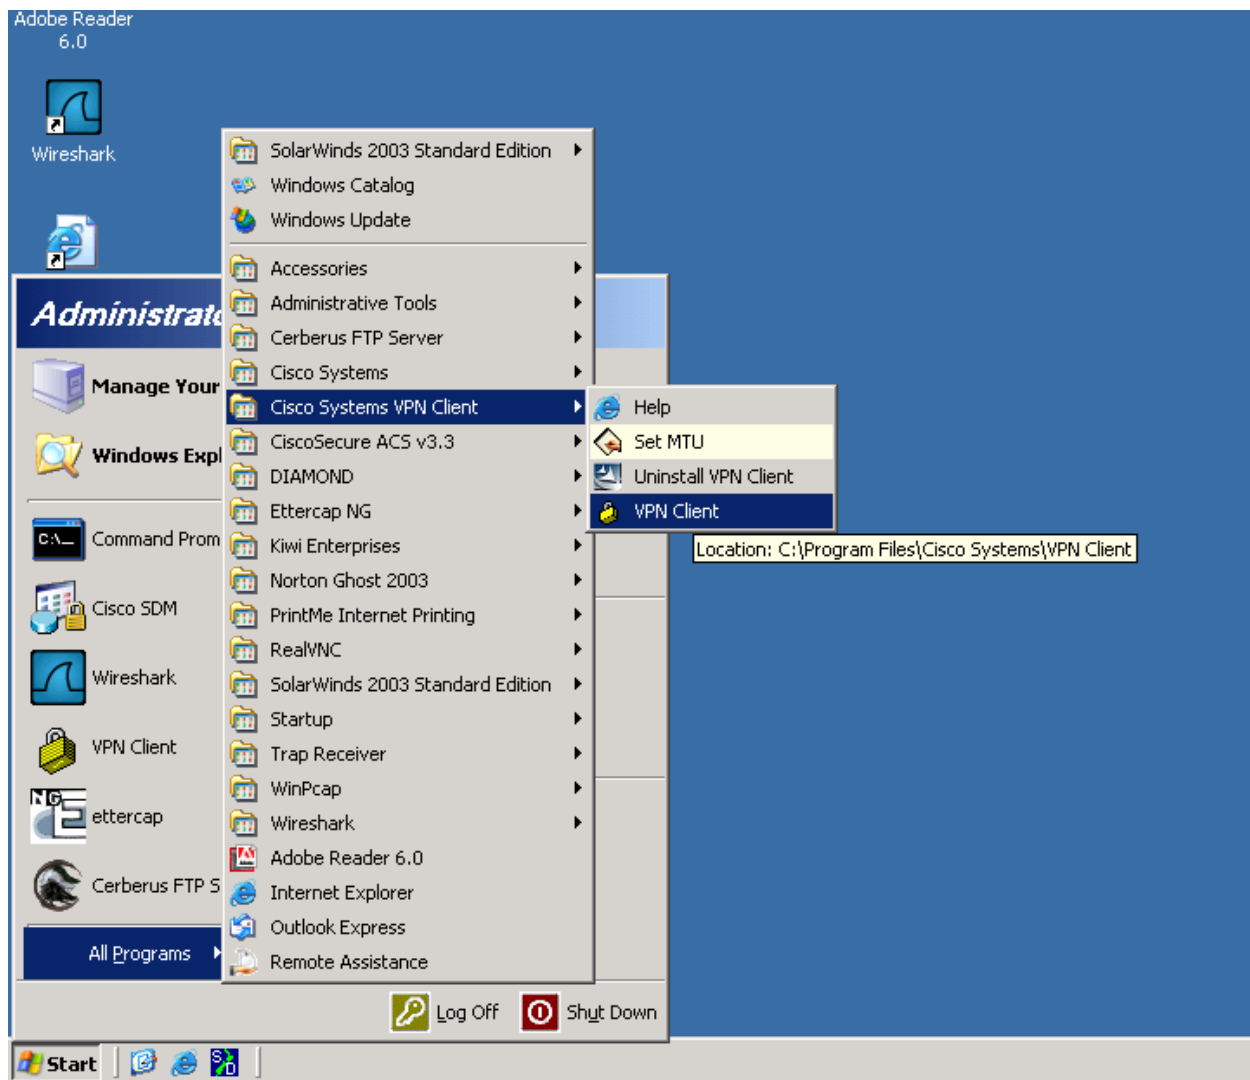 Adobe Reader
6.0
Wireshark
Administrato
Manage Your
Windows Expl
C:\_
Command Prom
Cisco SDM
Wireshark
VPN Client
NG
ettercap
Cerberus FTP S
All Programs
SolarWinds 2003 Standard Edition
Windows Catalog
Windows Update
Accessories
Administrative Tools
Cerberus FTP Server
Cisco Systems
Cisco Systems VPN Client
CiscoSecure ACS v3.3
DIAMOND
Ettercap NG
Kiwi Enterprises
Norton Ghost 2003
PrintMe Internet Printing
RealVNC
SolarWinds 2003 Standard Edition
Startup
Trap Receiver
WinPcap
Wireshark
Adobe Reader 6.0
Internet Explorer
Outlook Express
Remote Assistance
Help
Set MTU
Uninstall VPN Client
VPN Client
Location: C:\Program Files\Cisco Systems\VPN Client
Log Off
Shut Down
Start